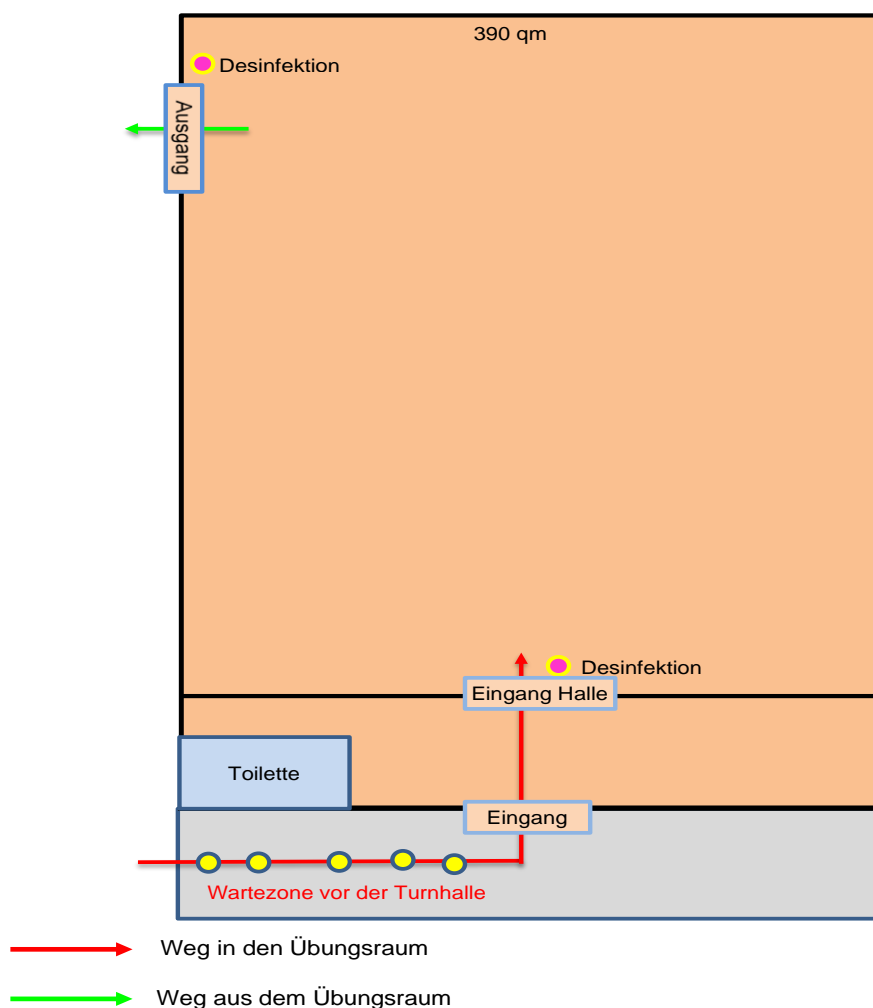 390 qm
Desinfektion
Ausgang
Desinfektion
Eingang Halle
Toilette
Eingang
Wartezone vor der Turnhalle
Weg in den Übungsraum
Weg aus dem Übungsraum